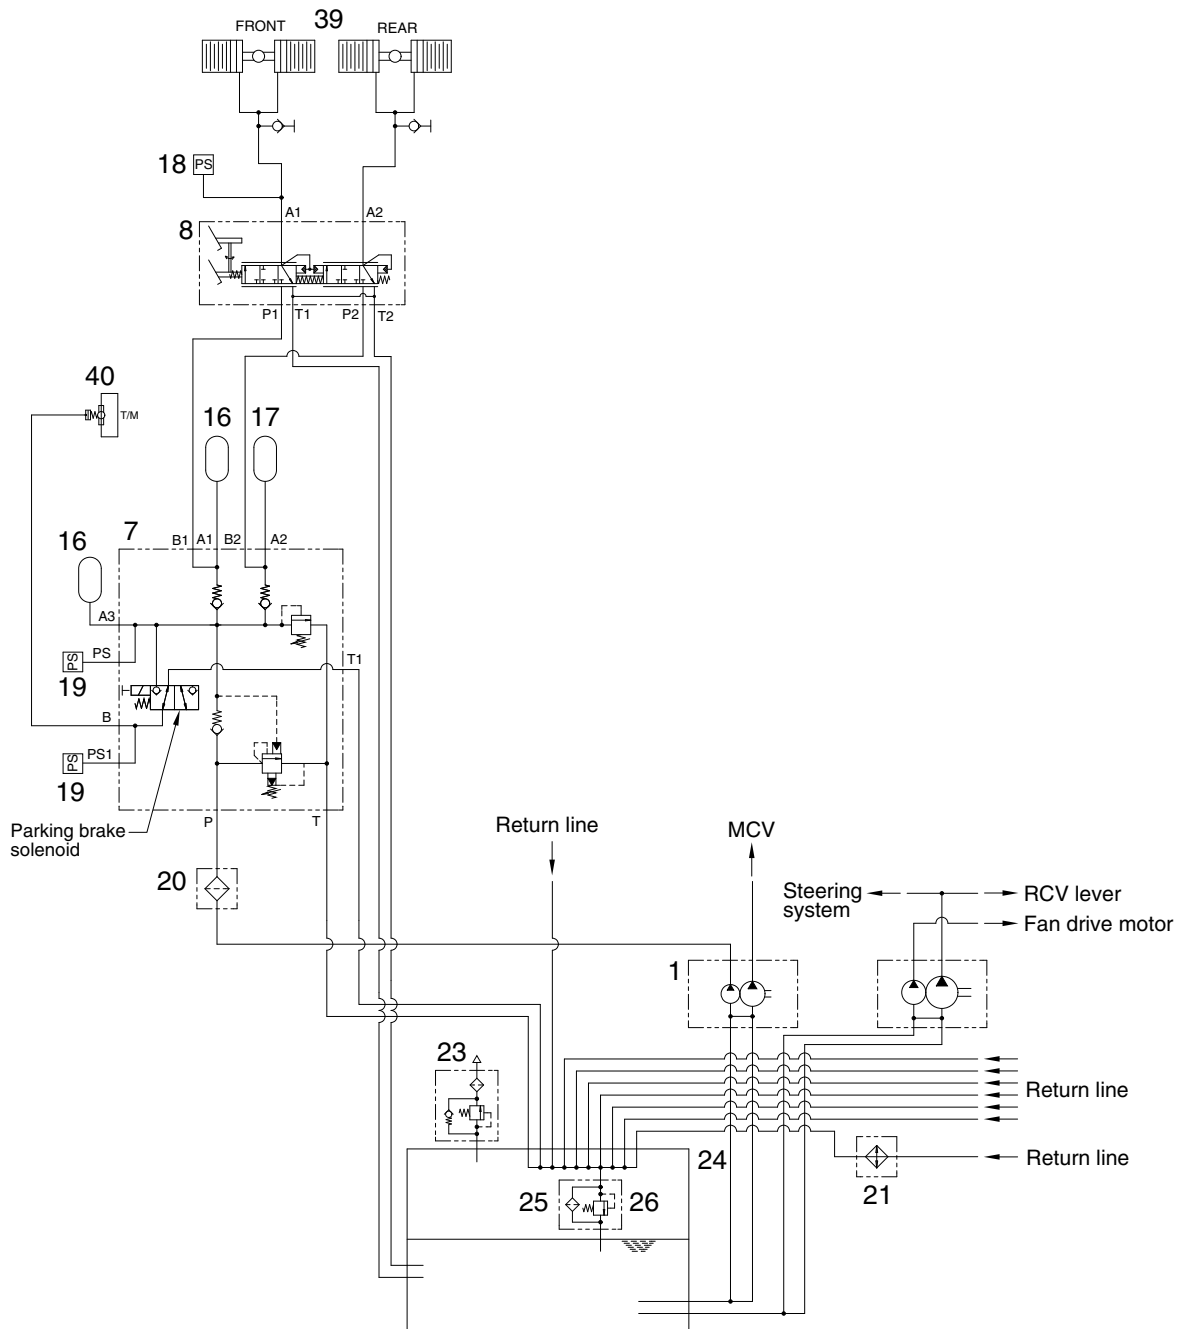 FRONT
39
REAR
18
PS
A1
A2
8
P1
T1
P2
T2
40
T/M
16
17
7
16
B1
A1
B2
A2
A3
PS
PS
T1
19
B
PS
PS1
19
P
T
Parking brake
solenoid
Return line
MCV
20
Steering
system
RCV lever
Fan drive motor
1
23
Return line
24
Return line
25
26
21